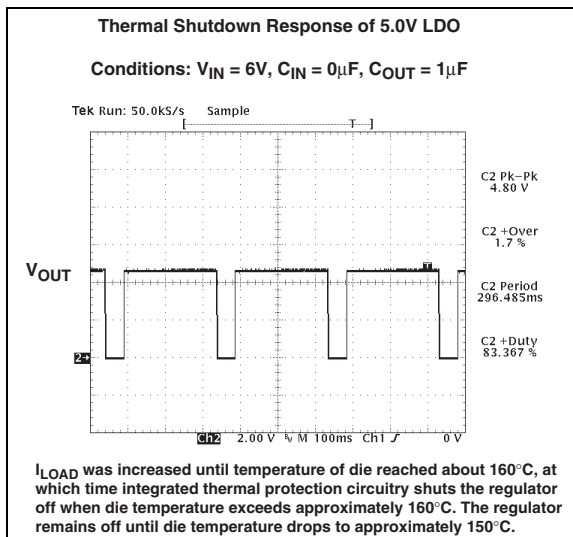 Thermal Shutdown Response of 5.0V LDO
Conditions: VIN = 6V, CIN = 0μF, COUT = 1μF
Tek Run: 50.0kS/s Sample
[ T ]
C2 Pk–Pk
4.80 V
C2 +Over
1.7 %
T
VOUT
C2 Period
296.485ms
C2 +Duty
83.367 %
2→
Ch2 2.00 V M 100ms Ch1 0 V
ILOAD was increased until temperature of die reached about 160°C, at
which time integrated thermal protection circuitry shuts the regulator
off when die temperature exceeds approximately 160°C. The regulator
remains off until die temperature drops to approximately 150°C.